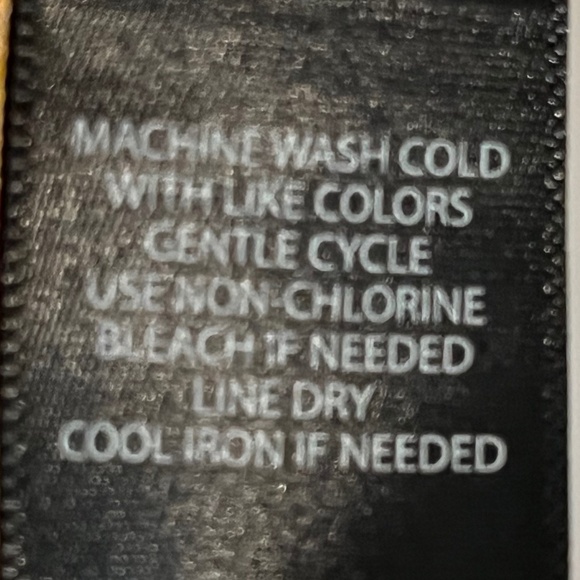 MACHINE WASH COLD
WITH LIKE COLORS
GENTLE CYCLE
USE NON-CHLORINE
BLEACH IF NEEDED
LINE DRY
COOL IRON IF NEEDED